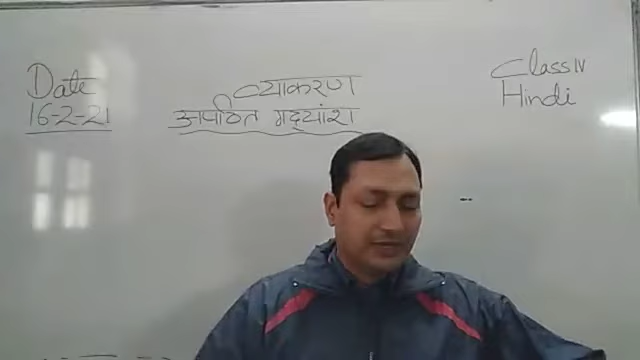 Date
16-2-21
व्याकरण
अपठित गद्यांश
Class IV
Hindi